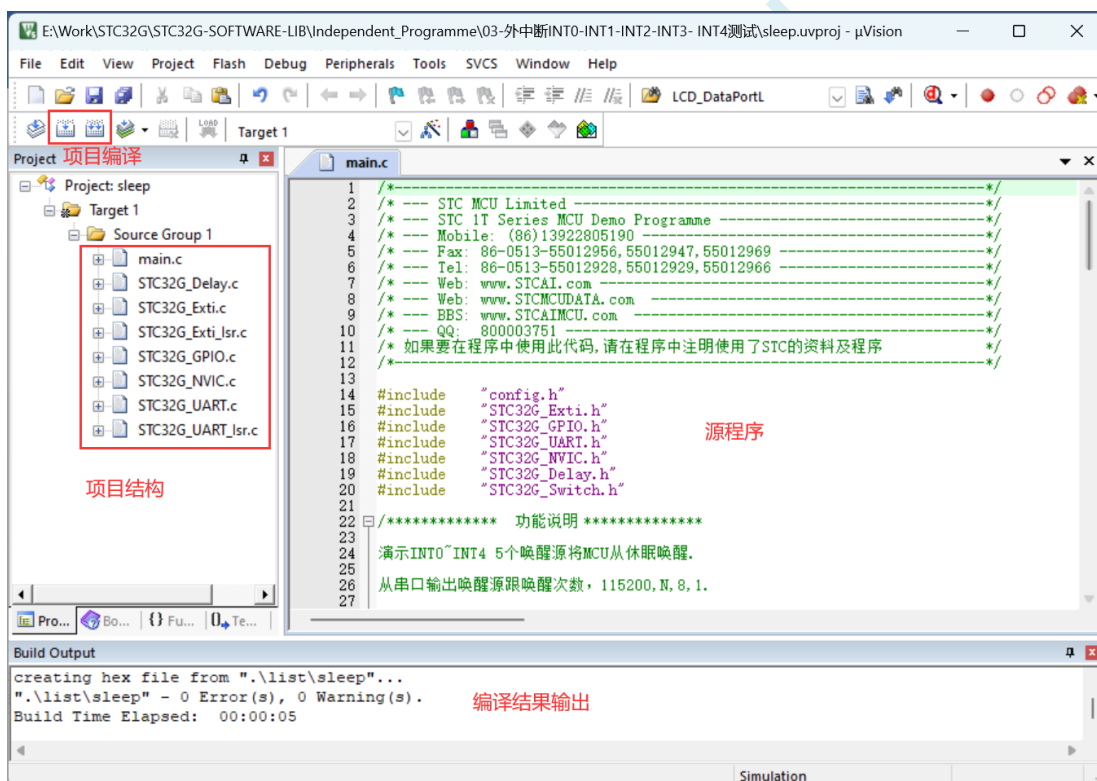 E:\Work\STC32G\STC32G-SOFTWARE-LIB\Independent_Programme\03-外中断INT0-INT1-INT2-INT3- INT4测试\sleep.uvproj - µVision
File Edit View Project Flash Debug Peripherals Tools SVCS Window Help
LCD_DataPortL
LOAD
Target 1
Project 项目编译
main.c
Project: sleep
Target 1
Source Group 1
main.c
STC32G_Delay.c
STC32G_Exti.c
STC32G_Exti_Isr.c
STC32G_GPIO.c
STC32G_NVIC.c
STC32G_UART.c
STC32G_UART_Isr.c
项目结构
1 /*---------------------------------------------------------------------*/
2 /* --- STC MCU Limited ------------------------------------------------*/
3 /* --- STC 1T Series MCU Demo Programme -------------------------------*/
4 /* --- Mobile: (86)13922805190 ----------------------------------------*/
5 /* --- Fax: 86-0513-55012956,55012947,55012969 ------------------------*/
6 /* --- Tel: 86-0513-55012928,55012929,55012966 ------------------------*/
7 /* --- Web: www.STCAI.com ---------------------------------------------*/
8 /* --- Web: www.STCMCUDATA.com ---------------------------------------*/
9 /* --- BBS: www.STCAIMCU.com -----------------------------------------*/
10 /* --- QQ: 800003751 -------------------------------------------------*/
11 /* 如果要在程序中使用此代码,请在程序中注明使用了STC的资料及程序 */
12 /*---------------------------------------------------------------------*/
13
14 #include "config.h"
15 #include "STC32G_Exti.h"
16 #include "STC32G_GPIO.h"
17 #include "STC32G_UART.h"
18 #include "STC32G_NVIC.h"
19 #include "STC32G_Delay.h"
20 #include "STC32G_Switch.h"
源程序
21
22 /************* 功能说明 **************
23
24 演示INT0~INT4 5个唤醒源将MCU从休眠唤醒.
25
26 从串口输出唤醒源跟唤醒次数，115200,N,8,1.
27
Pro... Bo... {} Fu... Te...
Build Output
creating hex file from ".\list\sleep"...
".\list\sleep" - 0 Error(s), 0 Warning(s).
Build Time Elapsed: 00:00:05
编译结果输出
Simulation